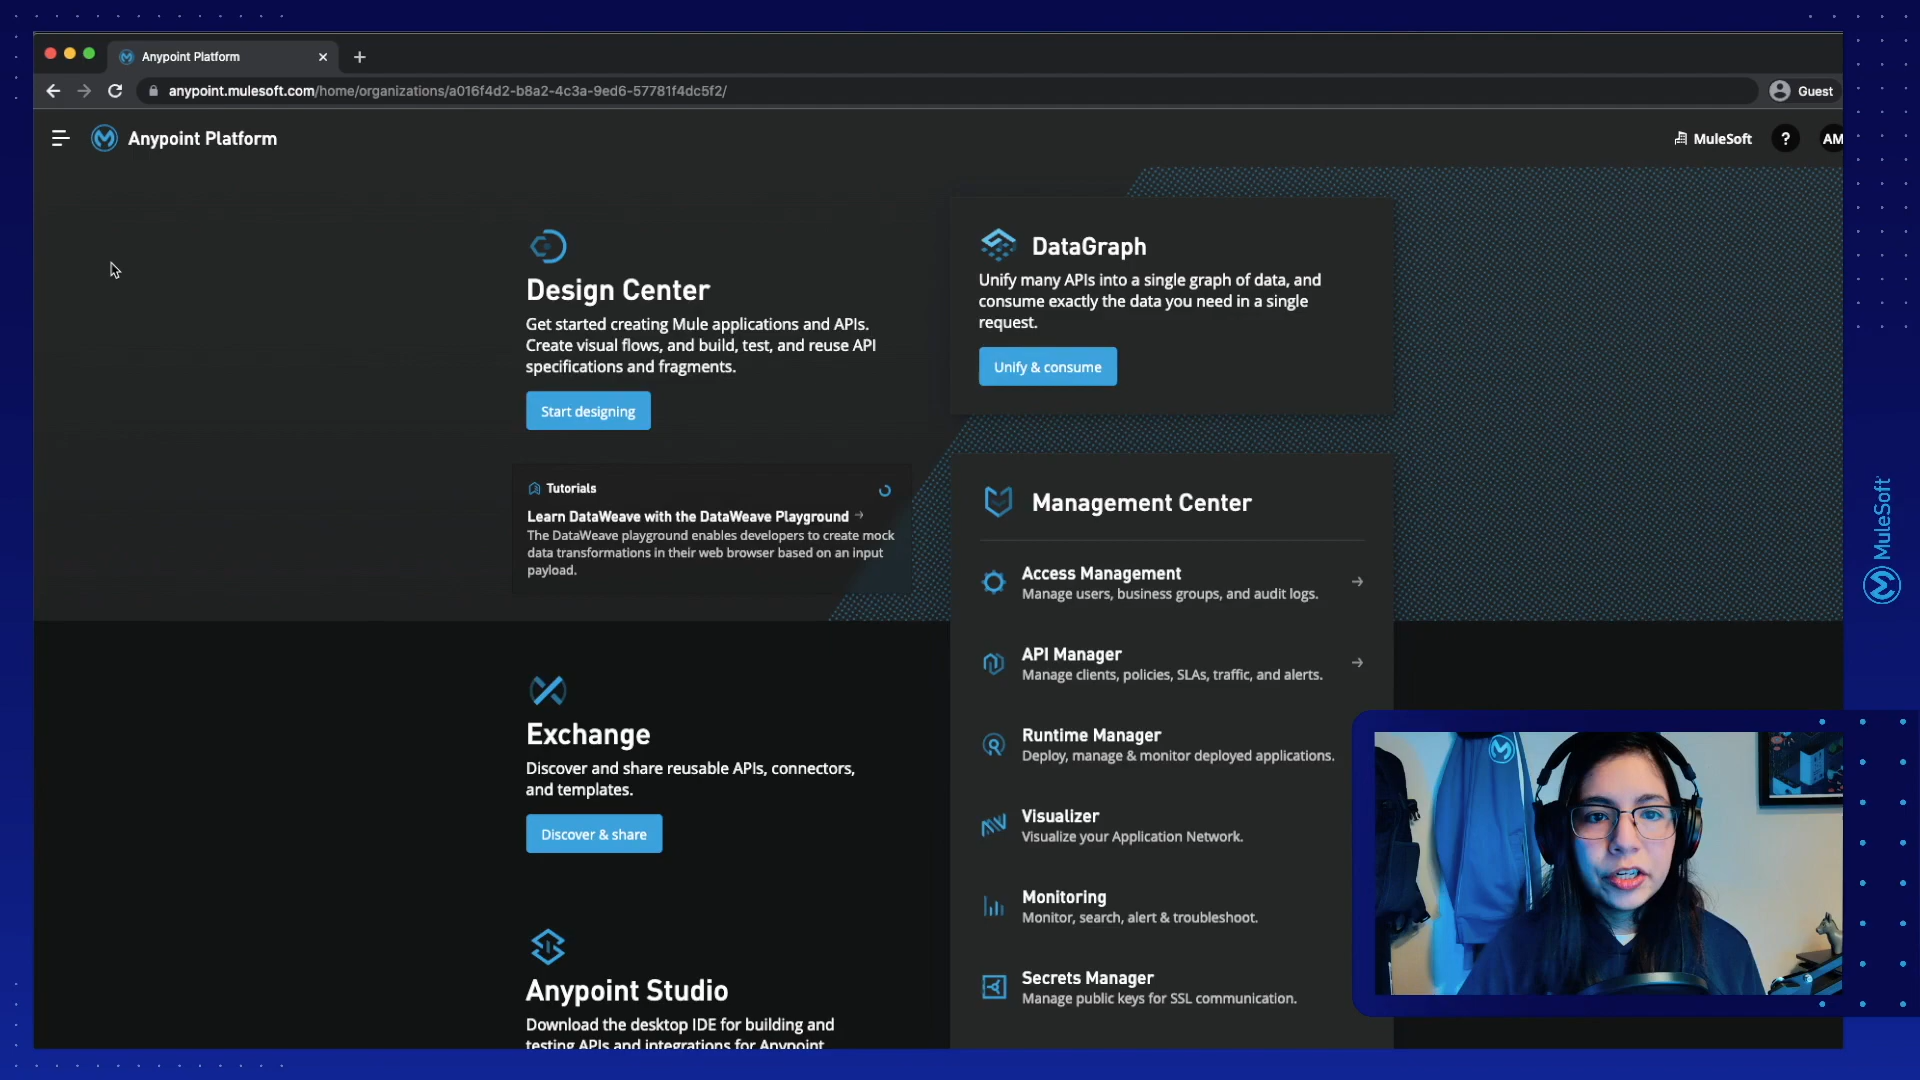 Anypoint Platform
anypoint.mulesoft.com/home/organizations/a016f4d2-b8a2-4c3a-9ed6-57781f4dc5f2/
Guest
Anypoint Platform
MuleSoft
?
AM
Design Center
Get started creating Mule applications and APIs.
Create visual flows, and build, test, and reuse API
specifications and fragments.
Start designing
Tutorials
Learn DataWeave with the DataWeave Playground
The DataWeave playground enables developers to create mock
data transformations in their web browser based on an input
payload.
Exchange
Discover and share reusable APIs, connectors,
and templates.
Discover & share
Anypoint Studio
Download the desktop IDE for building and
testing APIs and integrations for Anypoint
DataGraph
Unify many APIs into a single graph of data, and
consume exactly the data you need in a single
request.
Unify & consume
Management Center
Access Management
Manage users, business groups, and audit logs.
API Manager
Manage clients, policies, SLAs, traffic, and alerts.
Runtime Manager
Deploy, manage & monitor deployed applications.
Visualizer
Visualize your Application Network.
Monitoring
Monitor, search, alert & troubleshoot.
Secrets Manager
Manage public keys for SSL communication.
MuleSoft